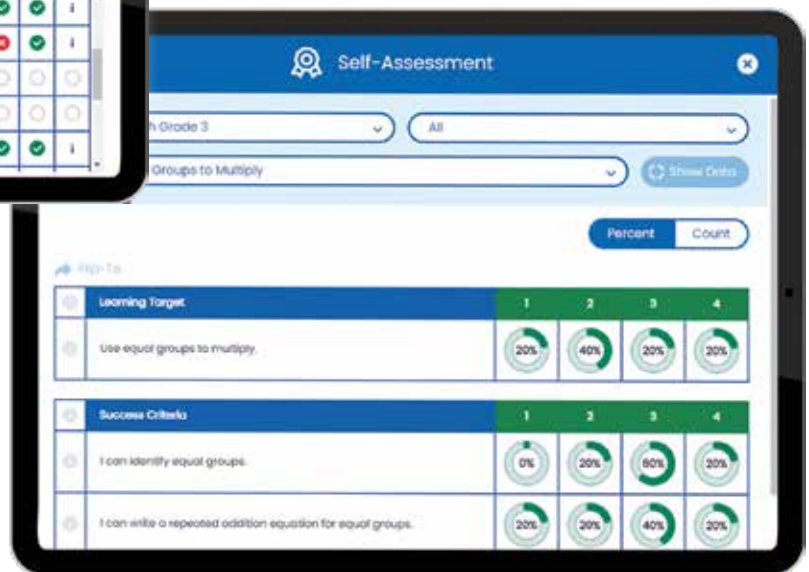 Self-Assessment
h Grade 3 All
Groups to Multiply Show Data
Percent Count
Flip-To
Learning Target 1 2 3 4
Use equal groups to multiply. 20% 40% 20% 20%
Success Criteria 1 2 3 4
I can identify equal groups. 0% 20% 60% 20%
I can write a repeated addition equation for equal groups. 20% 20% 40% 20%